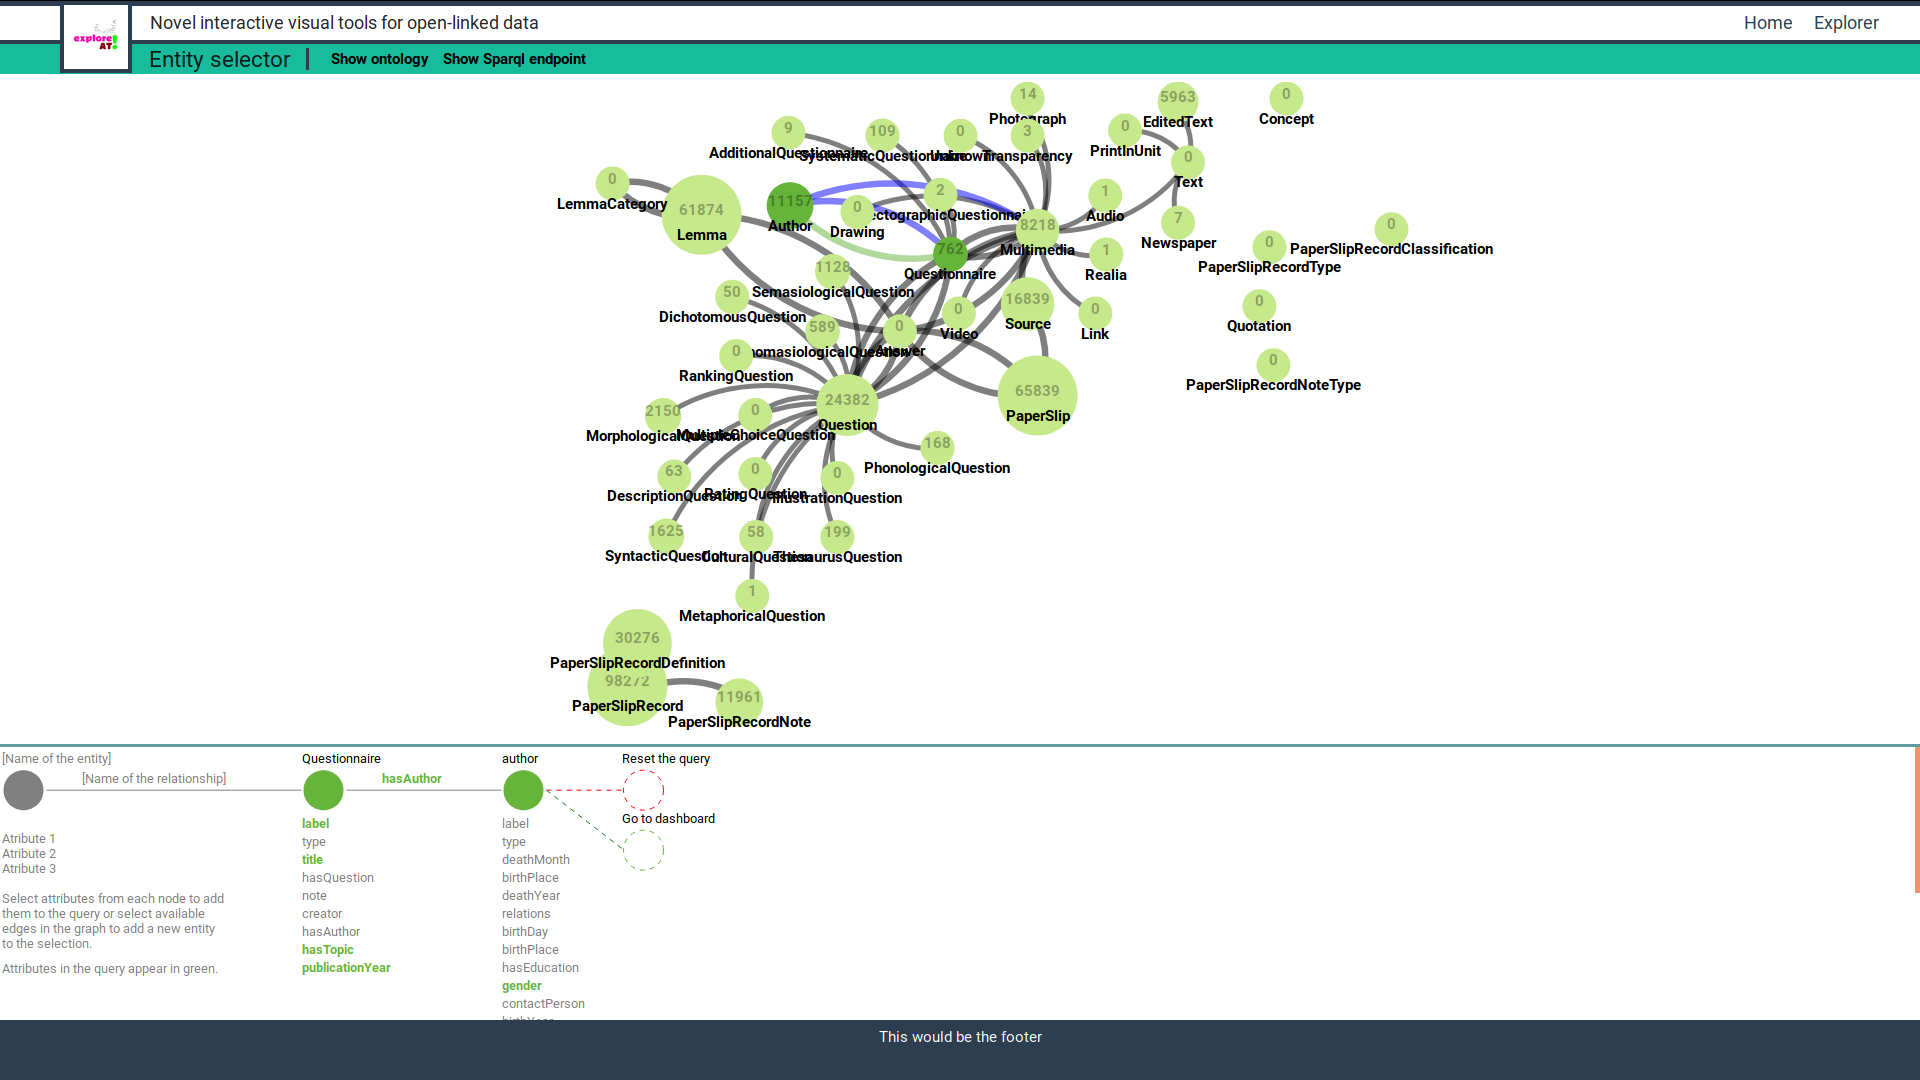 explore!
AT!
Novel interactive visual tools for open-linked data
Home Explorer
Entity selector
Show ontology Show Sparql endpoint
14
Photograph
5963
EditedText
0
Concept
9
AdditionalQuestionnaire
109
SystematicQuestionnaire
0
Unknown
3
Transparency
0
PrintInUnit
0
Text
0
LemmaCategory
61874
Lemma
11157
Author
0
Drawing
2
ectographicQuestionnai
8218
Multimedia
1
Audio
7
Newspaper
0
PaperSlipRecordClassification
0
PaperSlipRecordType
762
Questionnaire
1
Realia
1128
SemasiologicalQuestion
50
DichotomousQuestion
589
nomasiologicalQuestion
0
Answer
0
Video
16839
Source
0
Link
0
Quotation
0
RankingQuestion
0
PaperSlipRecordNoteType
65839
PaperSlip
24382
Question
2150
MorphologicalQuestion
0
MultipleChoiceQuestion
168
PhonologicalQuestion
63
DescriptionQuestion
0
RatingQuestion
0
IllustrationQuestion
1625
SyntacticQuestion
58
CulturalQuestion
199
ThesaurusQuestion
1
MetaphoricalQuestion
30276
PaperSlipRecordDefinition
98272
PaperSlipRecord
11961
PaperSlipRecordNote
[Name of the entity]
[Name of the relationship]
Atribute 1
Atribute 2
Atribute 3
Select attributes from each node to add
them to the query or select available
edges in the graph to add a new entity
to the selection.
Attributes in the query appear in green.
Questionnaire
hasAuthor
label
type
title
hasQuestion
note
creator
hasAuthor
hasTopic
publicationYear
author
label
type
deathMonth
birthPlace
deathYear
relations
birthDay
birthPlace
hasEducation
gender
contactPerson
birthYear
Reset the query
Go to dashboard
This would be the footer